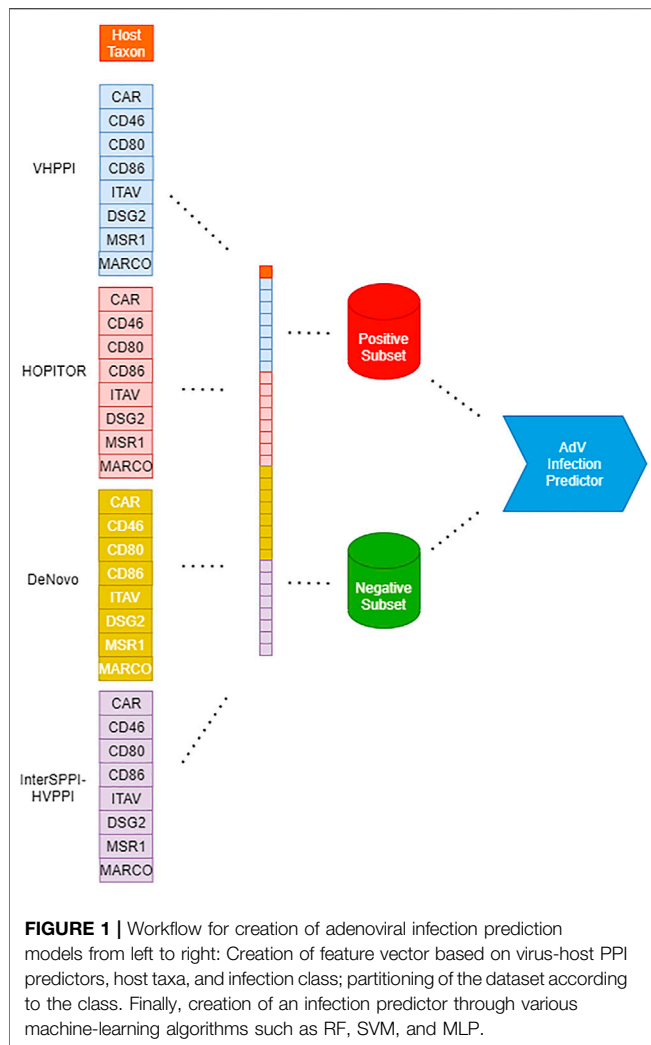 Host
Taxon
VHPPI
CAR
CD46
CD80
CD86
ITAV
DSG2
MSR1
MARCO
HOPITOR
CAR
CD46
CD80
CD86
ITAV
DSG2
MSR1
MARCO
DeNovo
CAR
CD46
CD80
CD86
ITAV
DSG2
MSR1
MARCO
InterSPPI-
HVPPI
CAR
CD46
CD80
CD86
ITAV
DSG2
MSR1
MARCO
Positive
Subset
Negative
Subset
AdV
Infection
Predictor
FIGURE 1 | Workflow for creation of adenoviral infection prediction
models from left to right: Creation of feature vector based on virus-host PPI
predictors, host taxa, and infection class; partitioning of the dataset according
to the class. Finally, creation of an infection predictor through various
machine-learning algorithms such as RF, SVM, and MLP.